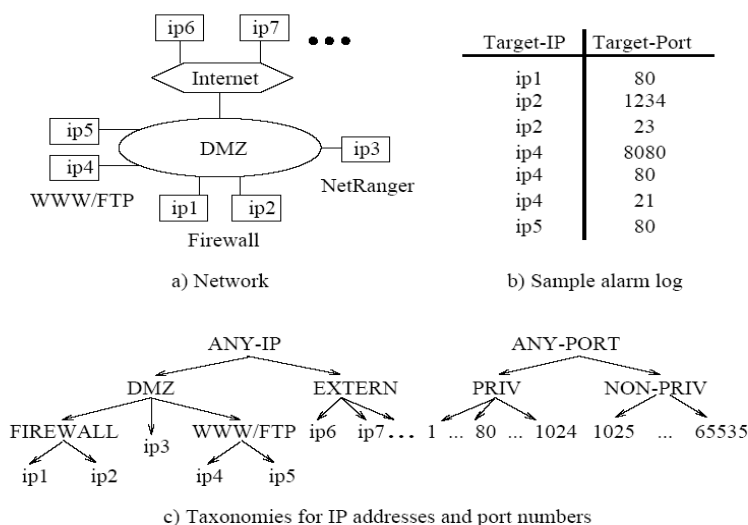 ip6 ip7 •••
Internet
ip5
DMZ
ip4
ip3
WWW/FTP
NetRanger
ip1 ip2
Firewall
a) Network
Target-IP Target-Port
ip1 80
ip2 1234
ip2 23
ip4 8080
ip4 80
ip4 21
ip5 80
b) Sample alarm log
ANY-IP ANY-PORT
DMZ EXTERN PRIV NON-PRIV
FIREWALL ip3 WWW/FTP ip6 ip7 ... 1 ... 80 ... 1024 1025 ... 65535
ip1 ip2 ip4 ip5
c) Taxonomies for IP addresses and port numbers